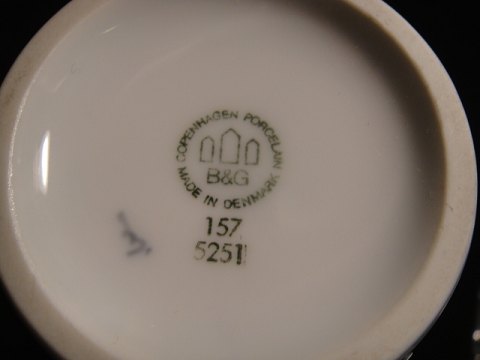 COPENHAGEN PORCELAIN
B&G
MADE IN DENMARK
157
5251